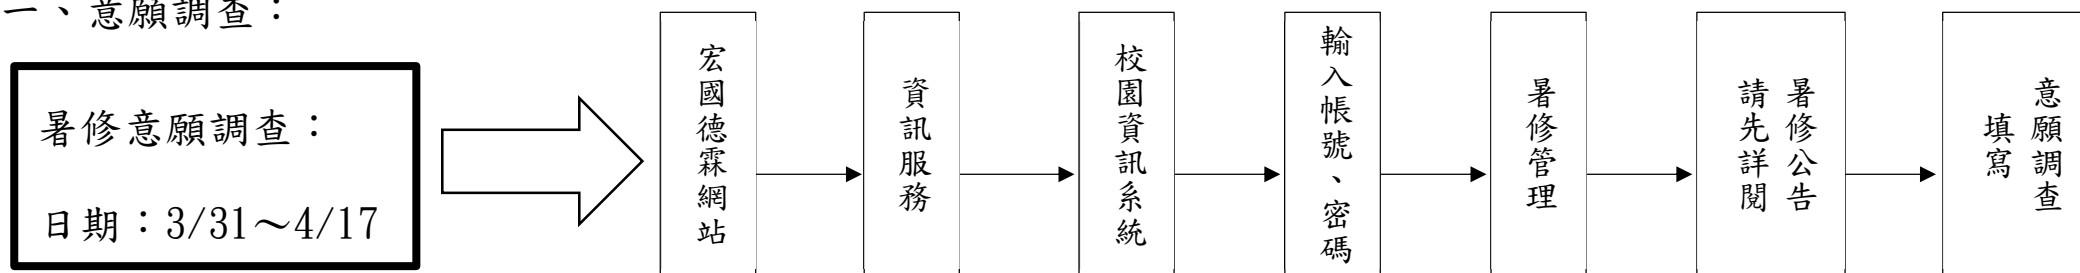 一、意願調查：
暑修意願調查：
日期：3/31～4/17
宏國德霖網站
資訊服務
校園資訊系統
輸入帳號、密碼
暑修管理
暑修公告
請先詳閱
意願調查
填寫